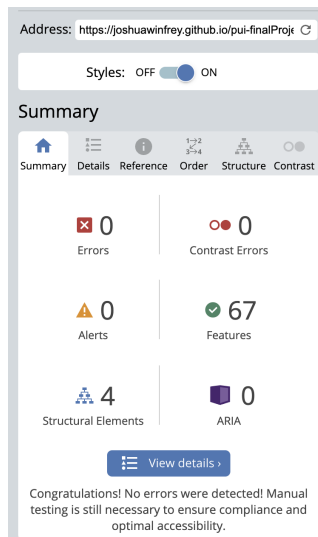 Address: https://joshuawinfrey.github.io/pui-finalProje
Styles: OFF ON
Summary
1→2
3→4
Summary Details Reference Order Structure Contrast
0 0
Errors Contrast Errors
0 67
Alerts Features
4 0
Structural Elements ARIA
View details ›
Congratulations! No errors were detected! Manual
testing is still necessary to ensure compliance and
optimal accessibility.